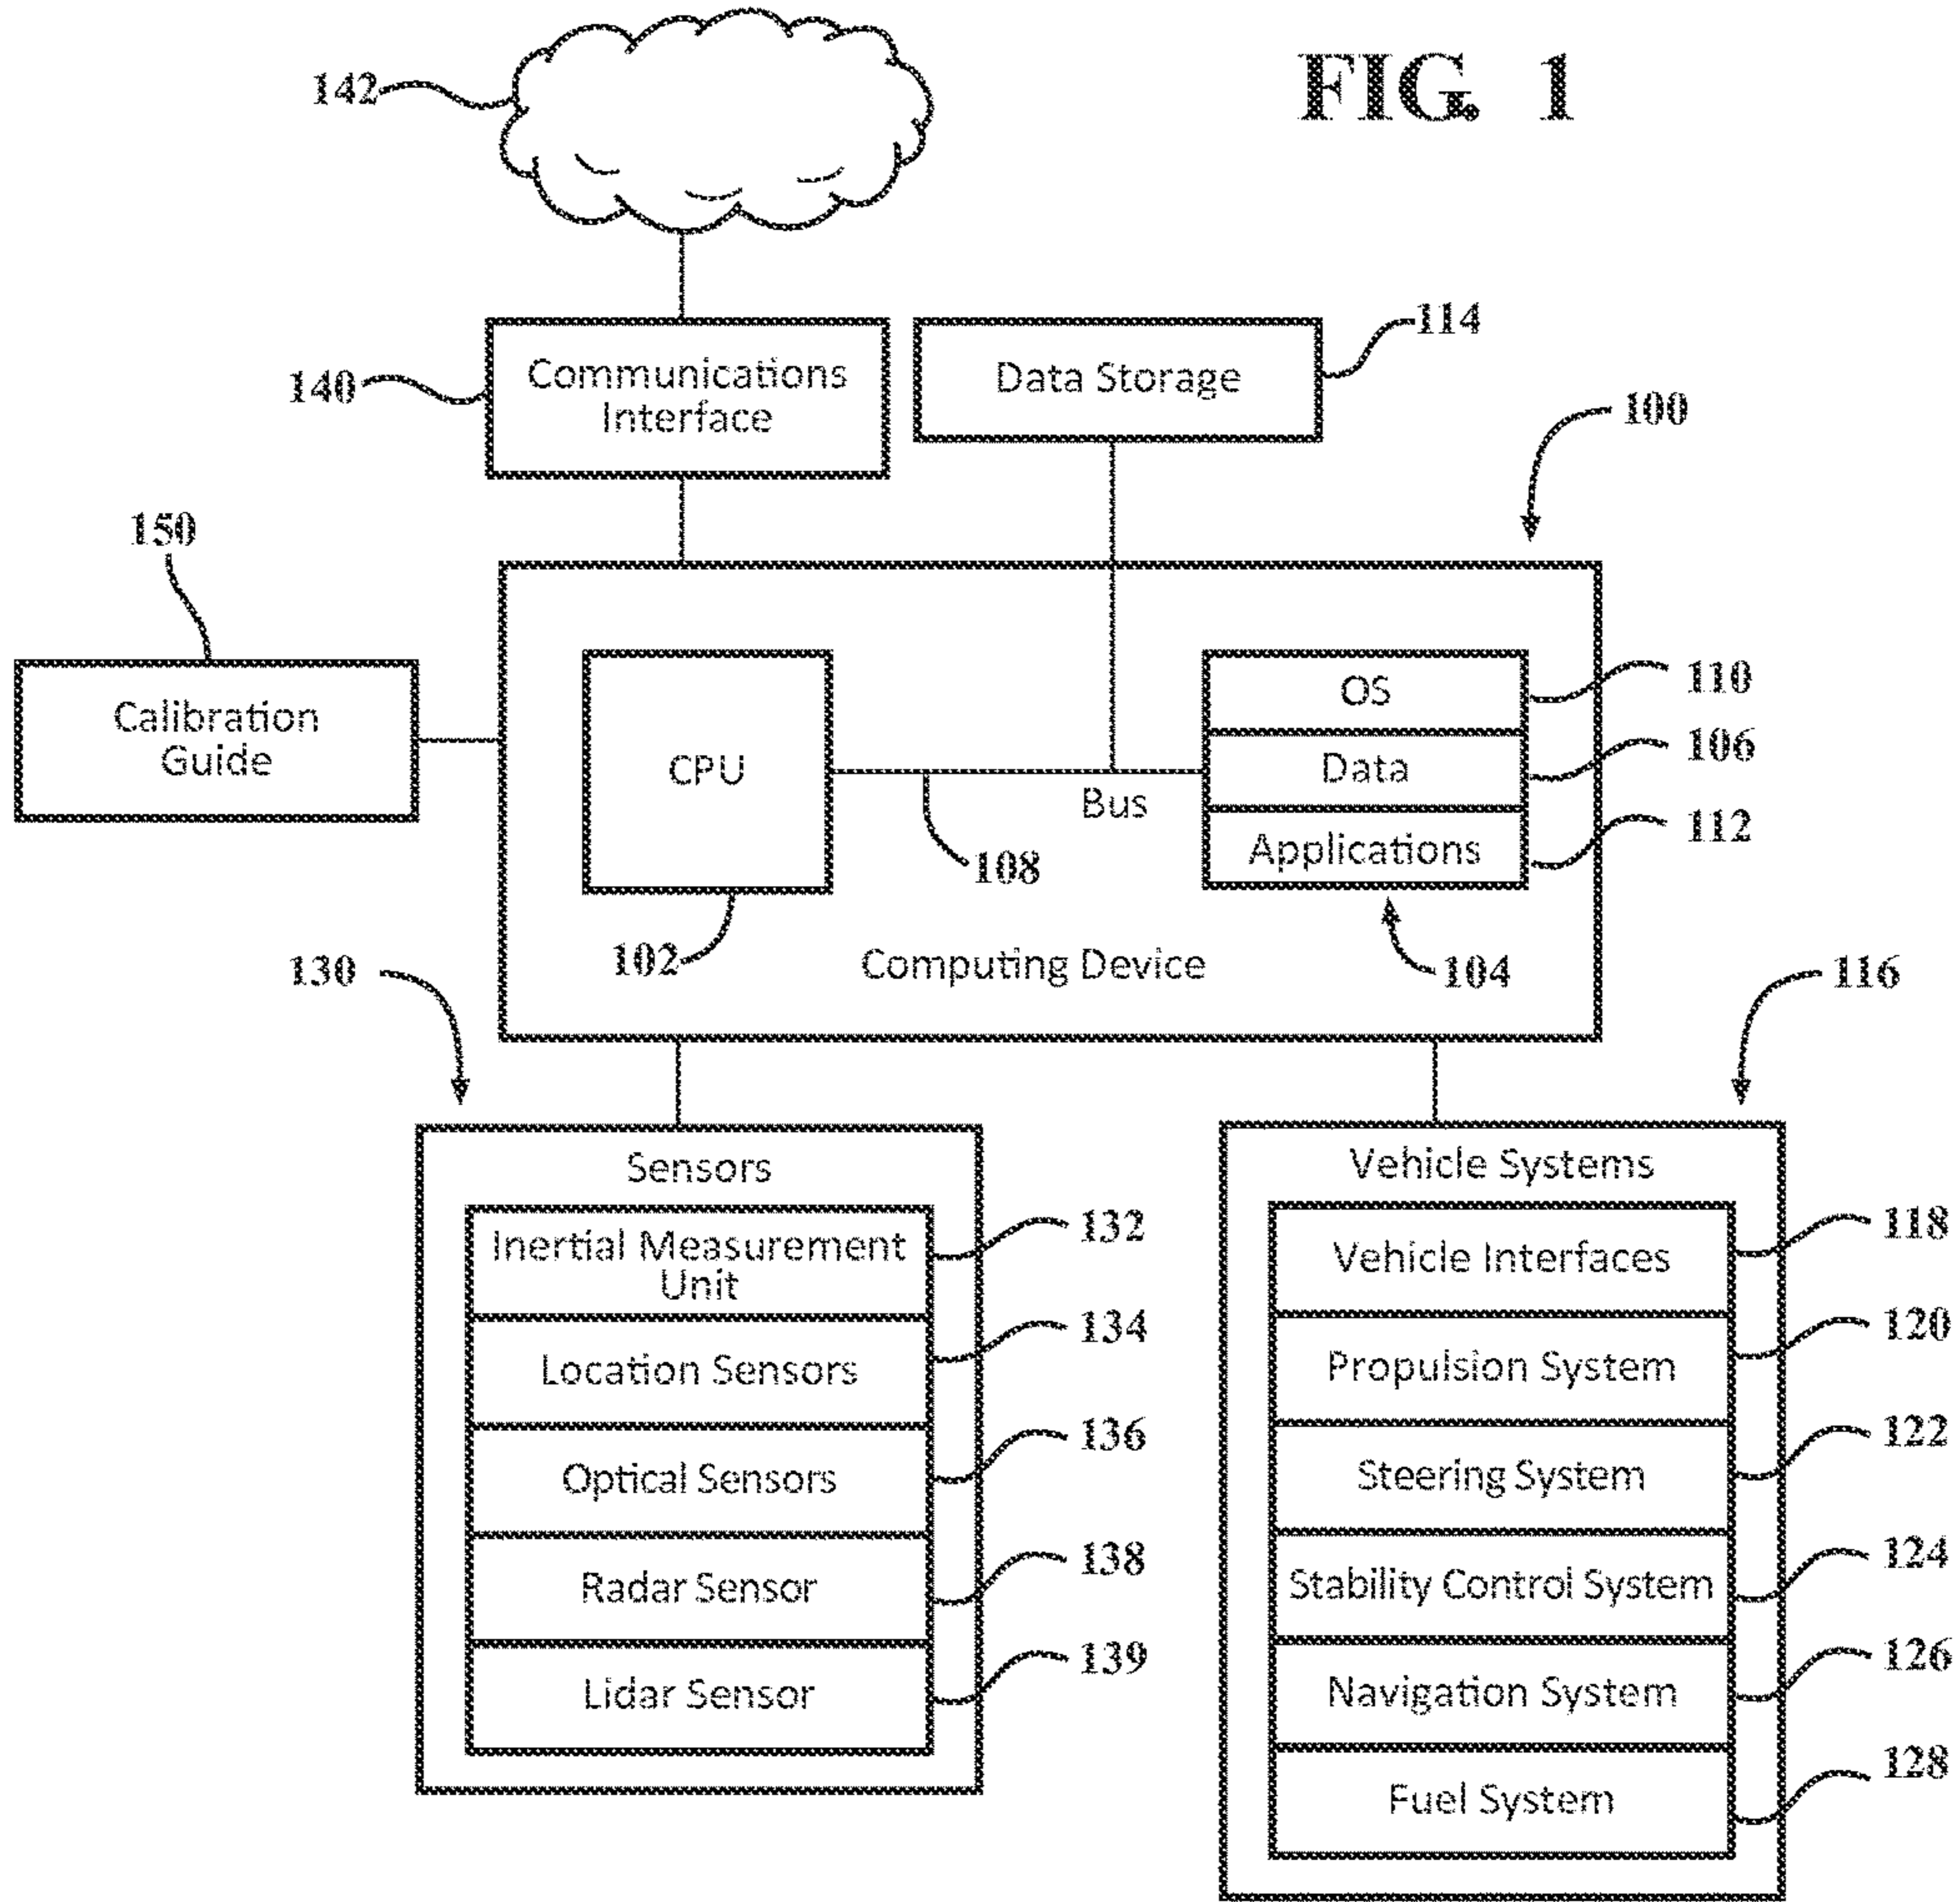 FIG. 1
142
Communications
Interface
140
Data Storage
114
100
150
Calibration
Guide
CPU
102
Bus
108
OS
110
Data
106
Applications
112
104
Computing Device
130
116
Sensors
Inertial Measurement
Unit
132
Location Sensors
134
Optical Sensors
136
Radar Sensor
138
Lidar Sensor
139
Vehicle Systems
Vehicle Interfaces
118
Propulsion System
120
Steering System
122
Stability Control System
124
Navigation System
126
Fuel System
128